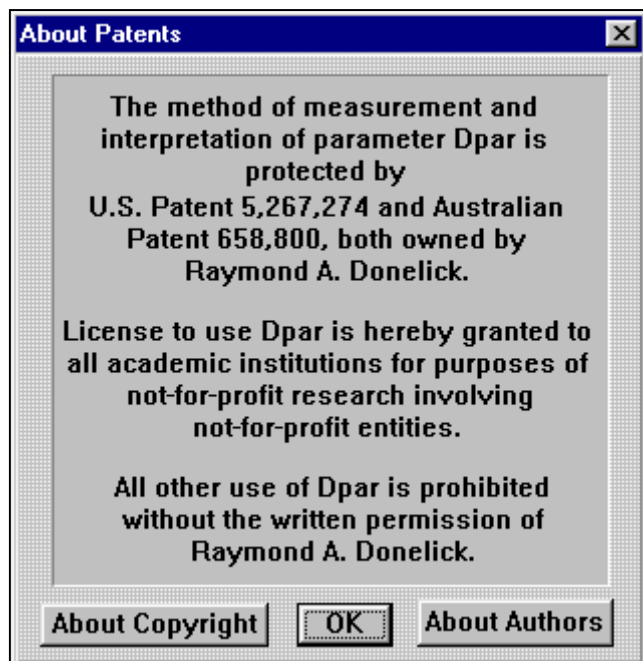 About Patents
The method of measurement and
interpretation of parameter Dpar is
protected by
U.S. Patent 5,267,274 and Australian
Patent 658,800, both owned by
Raymond A. Donelick.
License to use Dpar is hereby granted to
all academic institutions for purposes of
not-for-profit research involving
not-for-profit entities.
All other use of Dpar is prohibited
without the written permission of
Raymond A. Donelick.
About Copyright OK About Authors